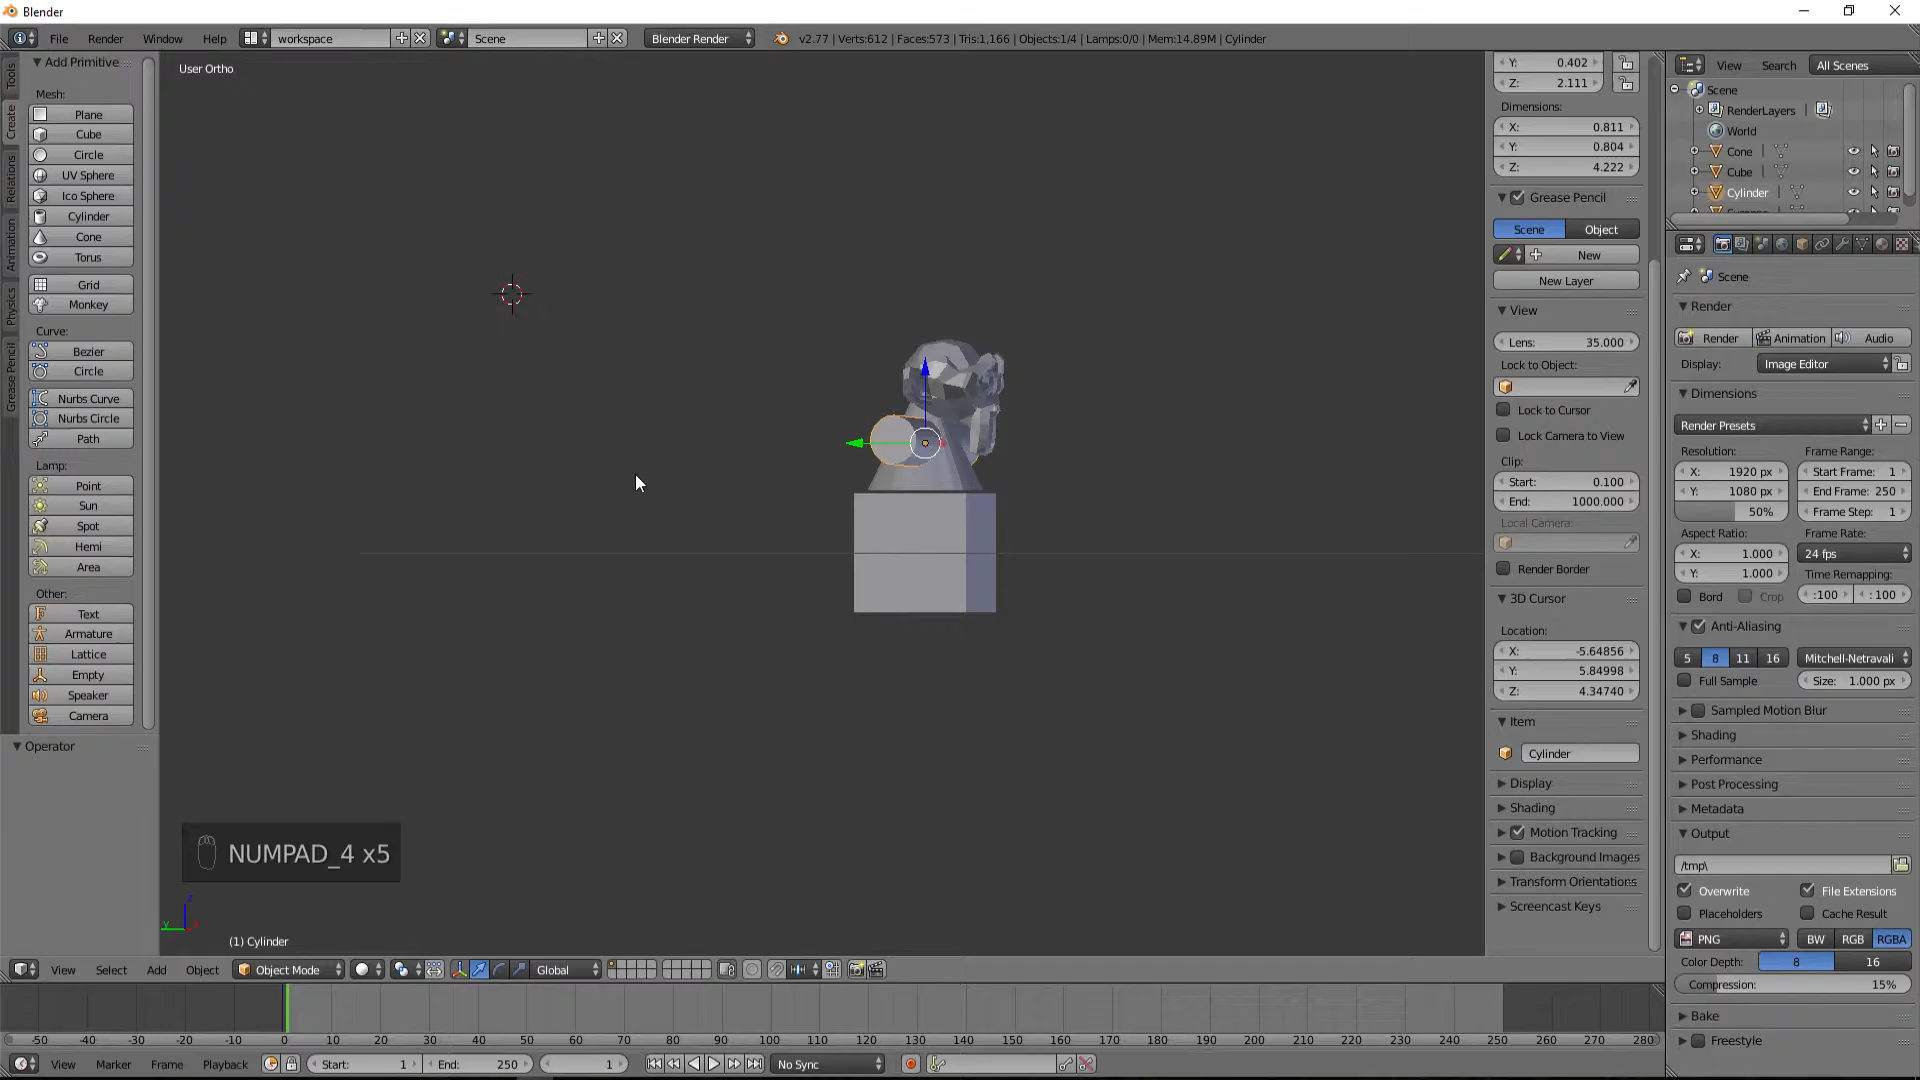 Blender
File Render Window Help workspace Scene Blender Render v2.77 | Verts:612 | Faces:573 | Tris:1,166 | Objects:1/4 | Lamps:0/0 | Mem:14.89M | Cylinder
Tools
Create
Relations
Animation
Physics
Grease Pencil
Add Primitive
Mesh:
Plane
Cube
Circle
UV Sphere
Ico Sphere
Cylinder
Cone
Torus
Grid
Monkey
Curve:
Bezier
Circle
Nurbs Curve
Nurbs Circle
Path
Lamp:
Point
Sun
Spot
Hemi
Area
Other:
Text
Armature
Lattice
Empty
Speaker
Camera
Operator
User Ortho
NUMPAD_4 x5
(1) Cylinder
Y: 0.402
Z: 2.111
Dimensions:
X: 0.811
Y: 0.804
Z: 4.222
Grease Pencil
Scene Object
New
New Layer
View
Lens: 35.000
Lock to Object:
Lock to Cursor
Lock Camera to View
Clip:
Start: 0.100
End: 1000.000
Local Camera:
Render Border
3D Cursor
Location:
X: -5.64856
Y: 5.84998
Z: 4.34740
Item
Cylinder
Display
Shading
Motion Tracking
Background Images
Transform Orientations
Screencast Keys
View Search All Scenes
Scene
RenderLayers
World
Cone
Cube
Cylinder
Scene
Render
Render Animation Audio
Display: Image Editor
Dimensions
Render Presets
Resolution: Frame Range:
X: 1920 px Start Frame: 1
Y: 1080 px End Frame: 250
50% Frame Step: 1
Aspect Ratio: Frame Rate:
X: 1.000 24 fps
Y: 1.000 Time Remapping:
Bord Crop :100 : 100
Anti-Aliasing
5 8 11 16 Mitchell-Netravali
Full Sample Size: 1.000 px
Sampled Motion Blur
Shading
Performance
Post Processing
Metadata
Output
/tmp\
Overwrite File Extensions
Placeholders Cache Result
PNG BW RGB RGBA
Color Depth: 8 16
Compression: 15%
Bake
Freestyle
View Select Add Object Object Mode Global
-50 -40 -30 -20 -10 0 10 20 30 40 50 60 70 80 90 100 110 120 130 140 150 160 170 180 190 200 210 220 230 240 250 260 270 280
View Marker Frame Playback Start: 1 End: 250 1 No Sync